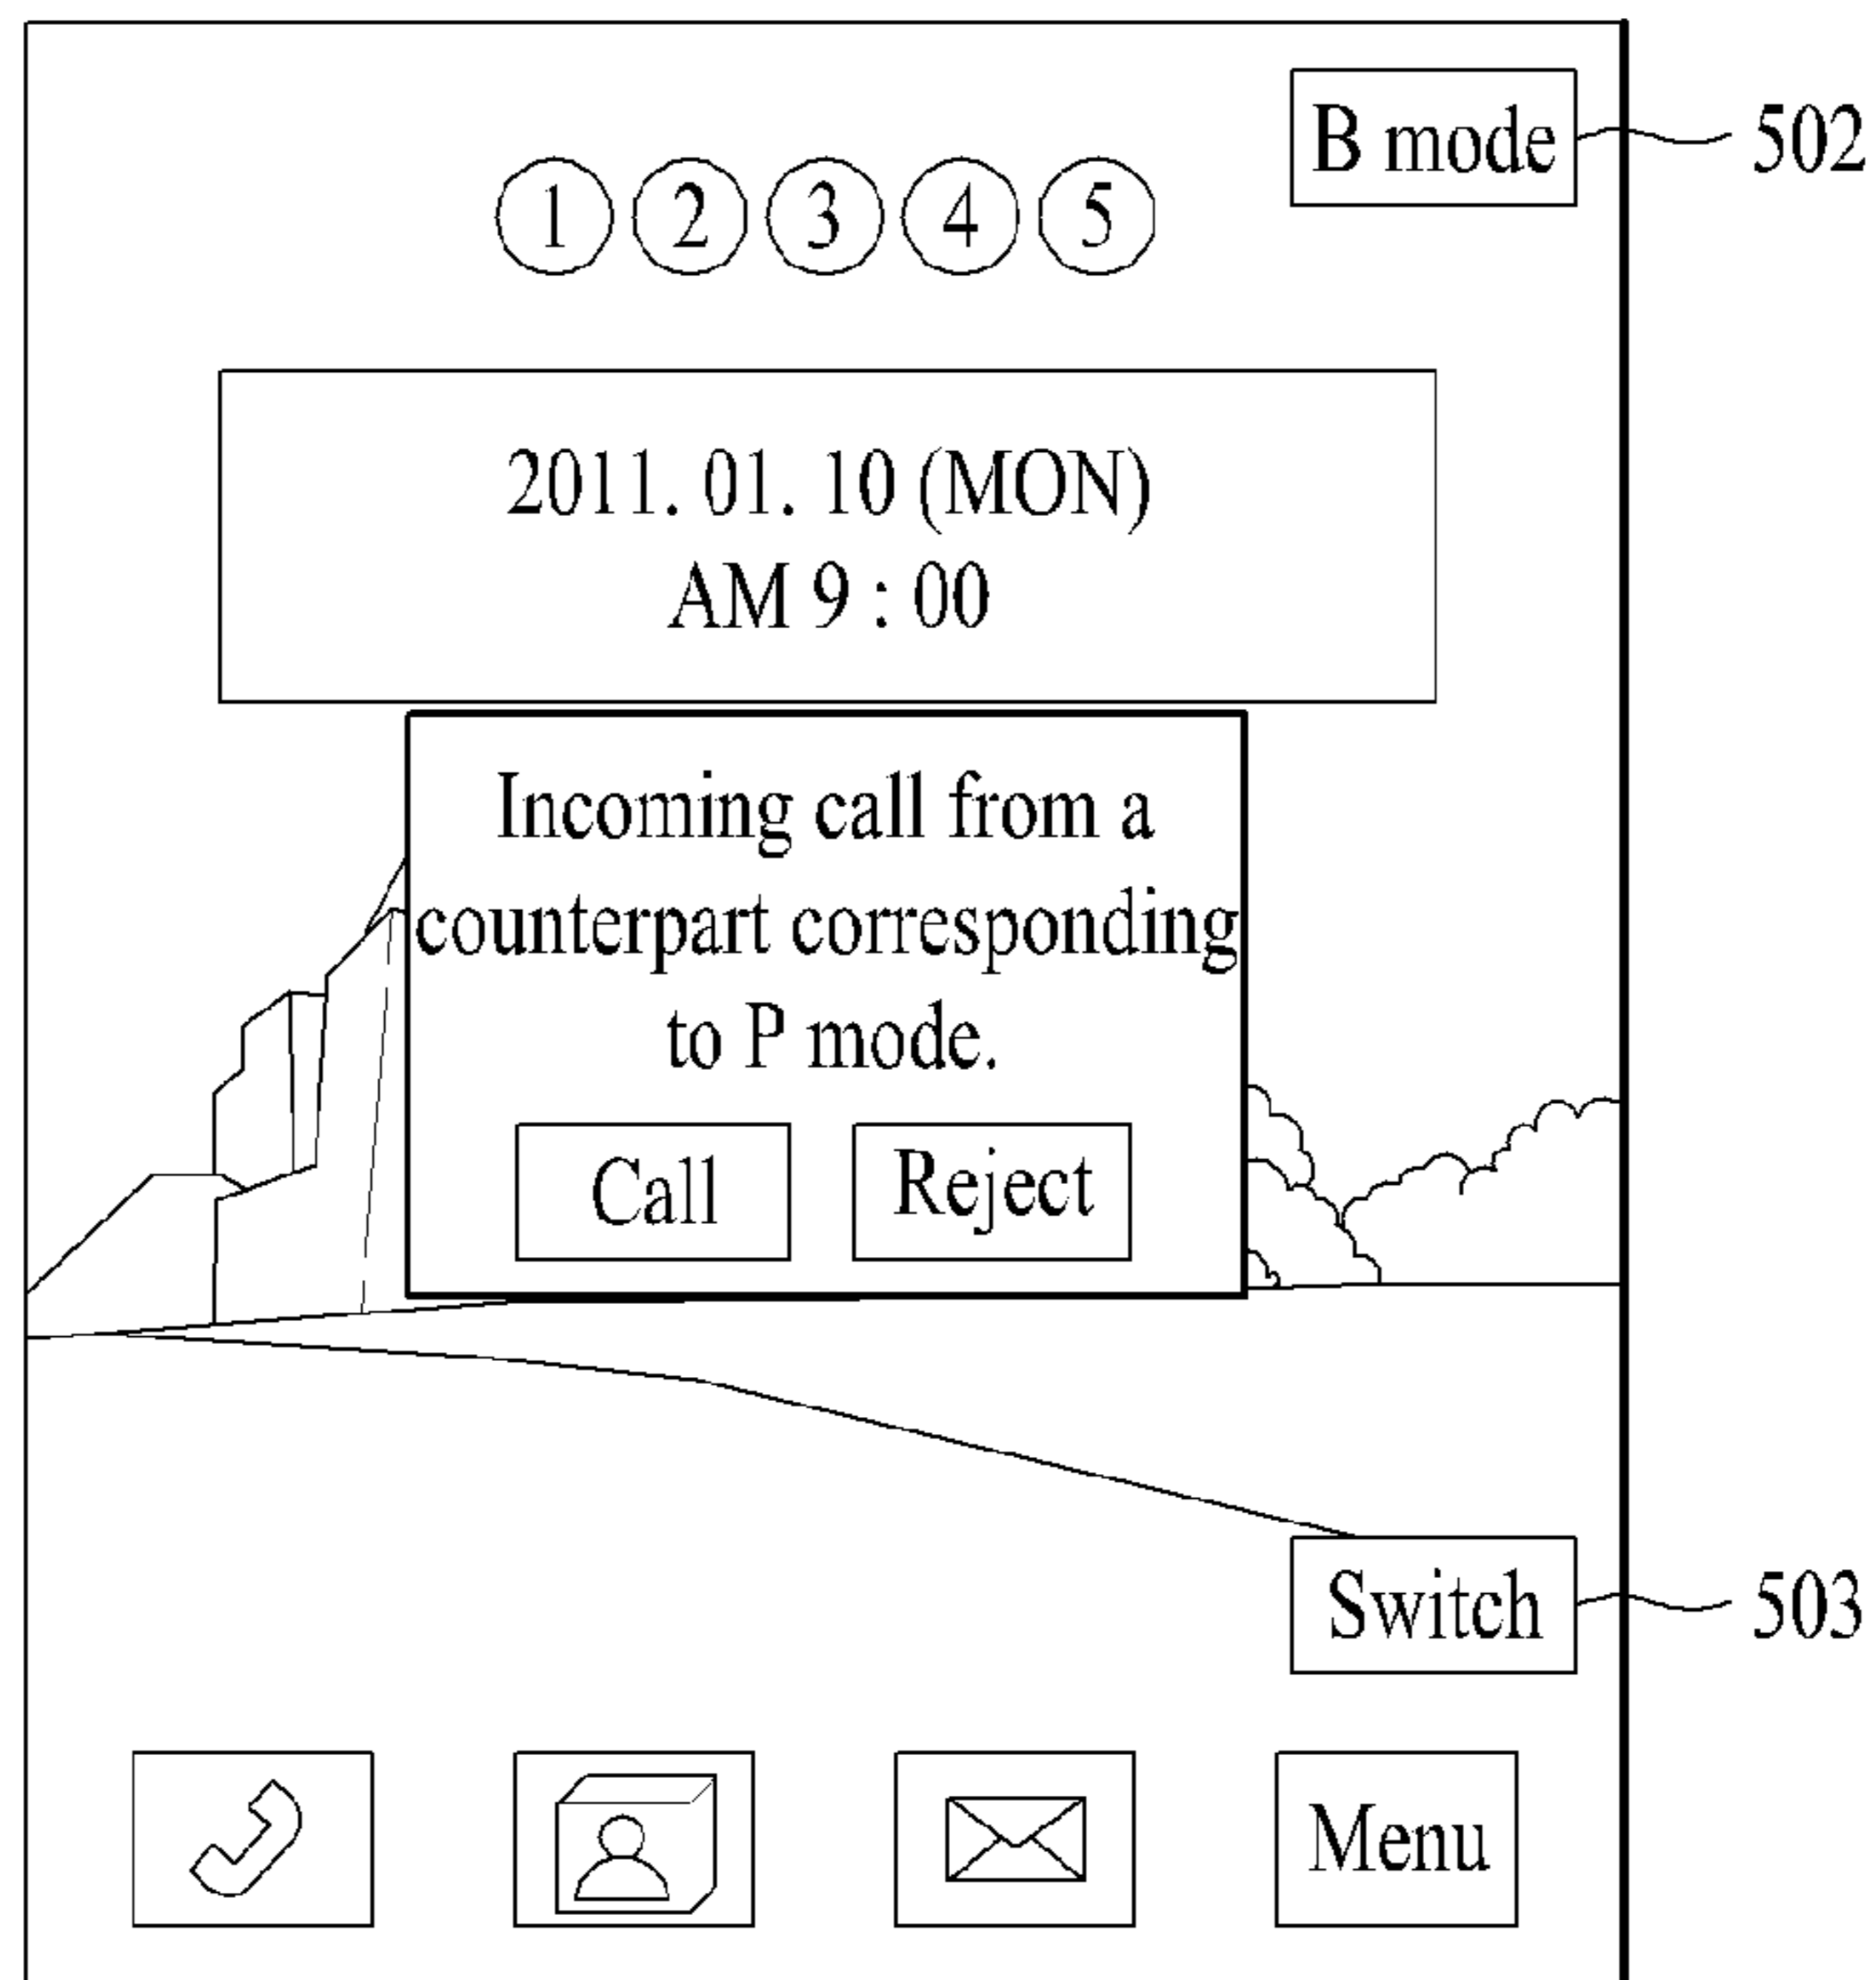 B mode
502
1 2 3 4 5
2011. 01. 10 (MON)
AM 9 : 00
Incoming call from a
counterpart corresponding
to P mode.
Call
Reject
Switch
503
Menu